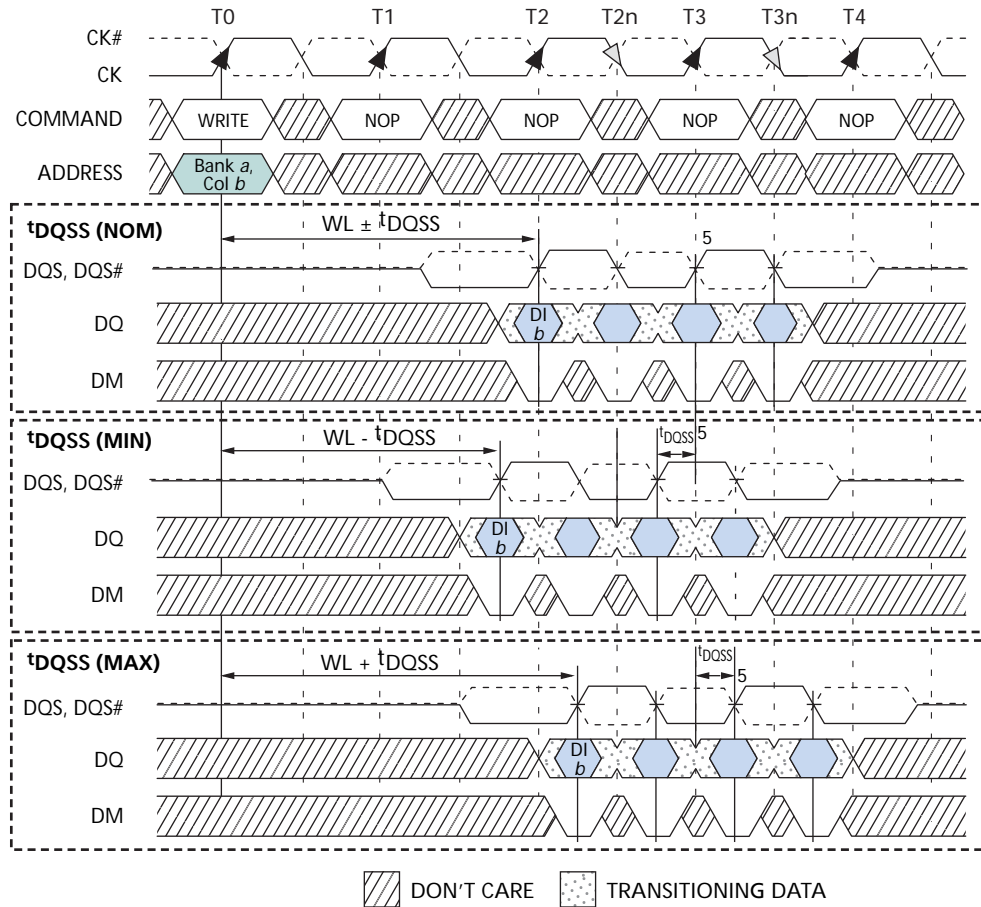 T0 T1 T2 T2n T3 T3n T4
CK#
CK
COMMAND WRITE NOP NOP NOP NOP
ADDRESS Bank a,
Col b
tDQSS (NOM) WL ± tDQSS 5
DQS, DQS#
DQ DI
b
DM
tDQSS (MIN) WL - tDQSS tDQSS 5
DQS, DQS#
DQ DI
b
DM
tDQSS (MAX) WL + tDQSS tDQSS 5
DQS, DQS#
DQ DI
b
DM
DON'T CARE TRANSITIONING DATA